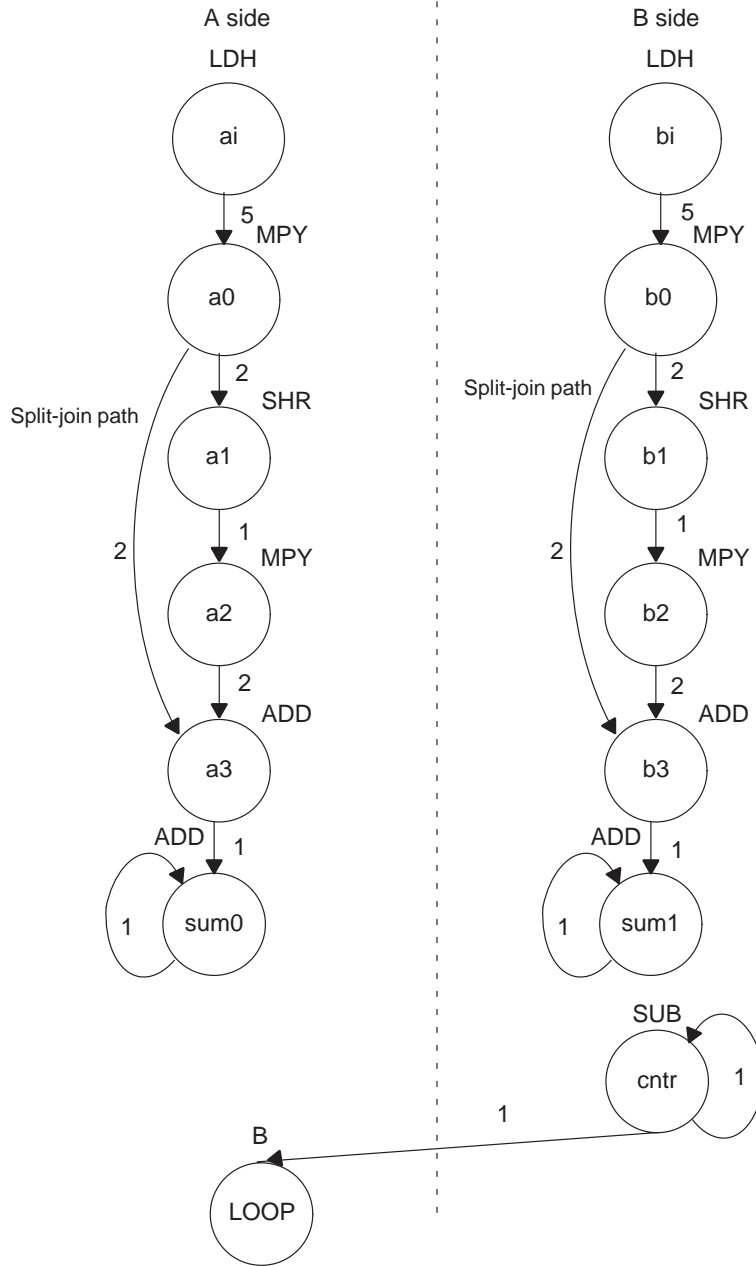 A side
B side
LDH
LDH
ai
bi
5
5
MPY
MPY
a0
b0
2
2
SHR
SHR
Split-join path
Split-join path
a1
b1
1
1
2
2
MPY
MPY
a2
b2
2
2
ADD
ADD
a3
b3
ADD
1
ADD
1
1
sum0
1
sum1
SUB
cntr
1
1
B
LOOP